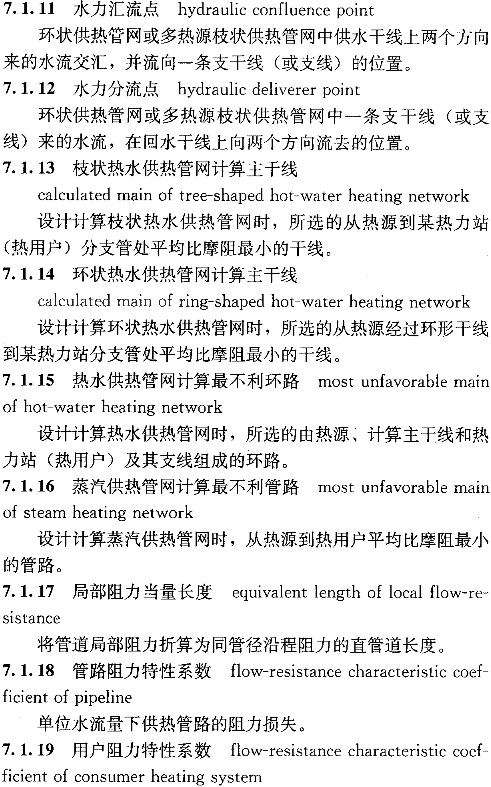 7.1.11 水力汇流点 hydraulic confluence point
环状供热管网或多热源枝状供热管网中供水干线上两个方向
来的水流交汇，并流向一条支干线（或支线）的位置。
7.1.12 水力分流点 hydraulic deliverer point
环状供热管网或多热源枝状供热管网中一条支干线（或支
线）来的水流，在回水干线上向两个方向流去的位置。
7.1.13 枝状热水供热管网计算主干线
calculated main of tree-shaped hot-water heating network
设计计算枝状热水供热管网时，所选的从热源到某热力站
（热用户）分支管处平均比摩阻最小的干线。
7.1.14 环状热水供热管网计算主干线
calculated main of ring-shaped hot-water heating network
设计计算环状热水供热管网时，所选的从热源经过环形干线
到某热力站分支管处平均比摩阻最小的干线。
7.1.15 热水供热管网计算最不利环路 most unfavorable main
of hot-water heating network
设计计算热水供热管网时，所选的由热源、计算主干线和热
力站（热用户）及其支线组成的环路。
7.1.16 蒸汽供热管网计算最不利管路 most unfavorable main
of steam heating network
设计计算蒸汽供热管网时，从热源到热用户平均比摩阻最小
的管路。
7.1.17 局部阻力当量长度 equivalent length of local flow-re-
sistance
将管道局部阻力折算为同管径沿程阻力的直管道长度。
7.1.18 管路阻力特性系数 flow-resistance characteristic coef-
ficient of pipeline
单位水流量下供热管路的阻力损失。
7.1.19 用户阻力特性系数 flow-resistance characteristic coef-
ficient of consumer heating system